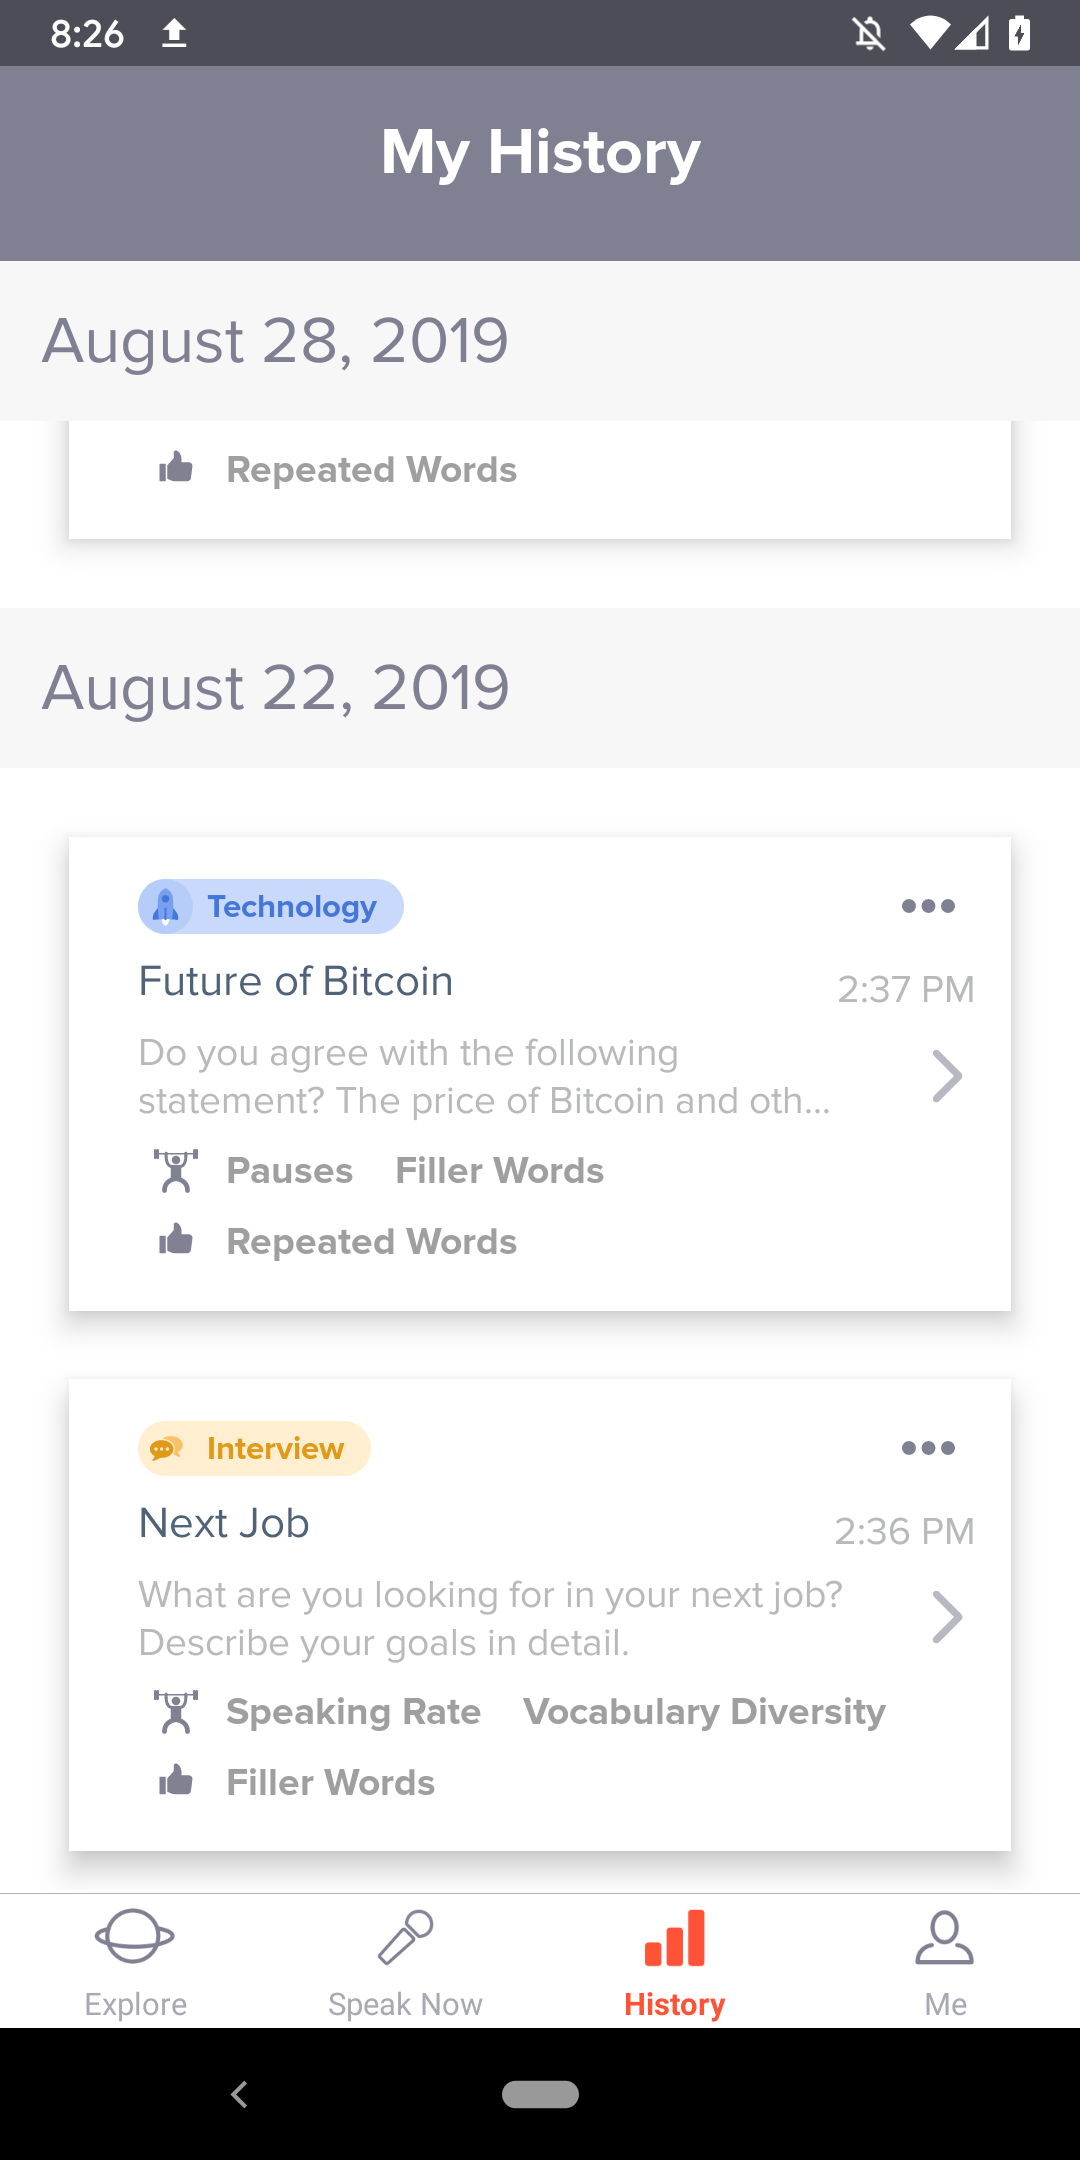 8:26
My History
August 28, 2019
Repeated Words
August 22, 2019
Technology
Future of Bitcoin
2:37 PM
Do you agree with the following
statement? The price of Bitcoin and oth...
Pauses Filler Words
Repeated Words
Interview
Next Job
2:36 PM
What are you looking for in your next job?
Describe your goals in detail.
Speaking Rate Vocabulary Diversity
Filler Words
Explore Speak Now History Me